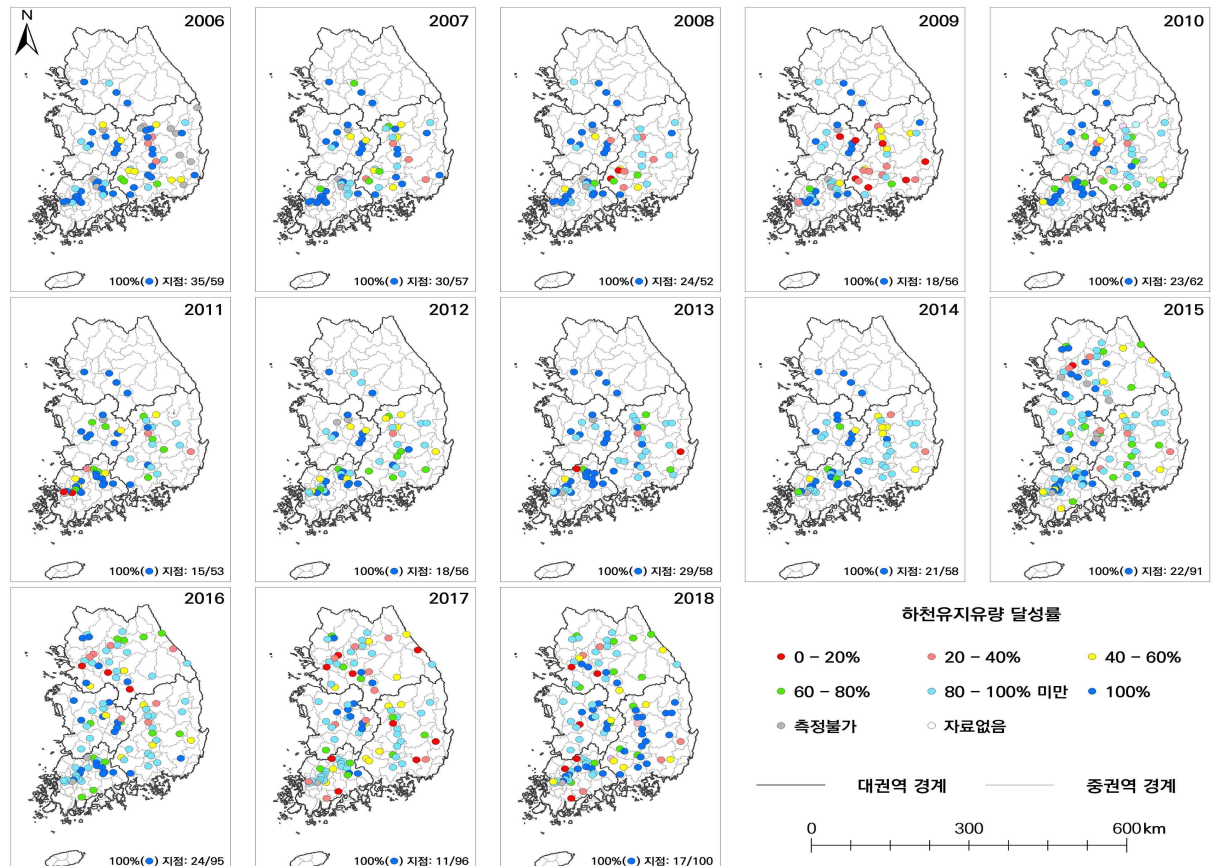 N
2006
100%( ) 지점: 35/59
2007
100%( ) 지점: 30/57
2008
100%( ) 지점: 24/52
2009
100%( ) 지점: 18/56
2010
100%( ) 지점: 23/62
2011
100%( ) 지점: 15/53
2012
100%( ) 지점: 18/56
2013
100%( ) 지점: 29/58
2014
100%( ) 지점: 21/58
2015
100%( ) 지점: 22/91
2016
100%( ) 지점: 24/95
2017
100%( ) 지점: 11/96
2018
100%( ) 지점: 17/100
하천유지유량 달성률
0 - 20%
20 - 40%
40 - 60%
60 - 80%
80 - 100% 미만
100%
측정불가
자료없음
대권역 경계
중권역 경계
0
300
600km